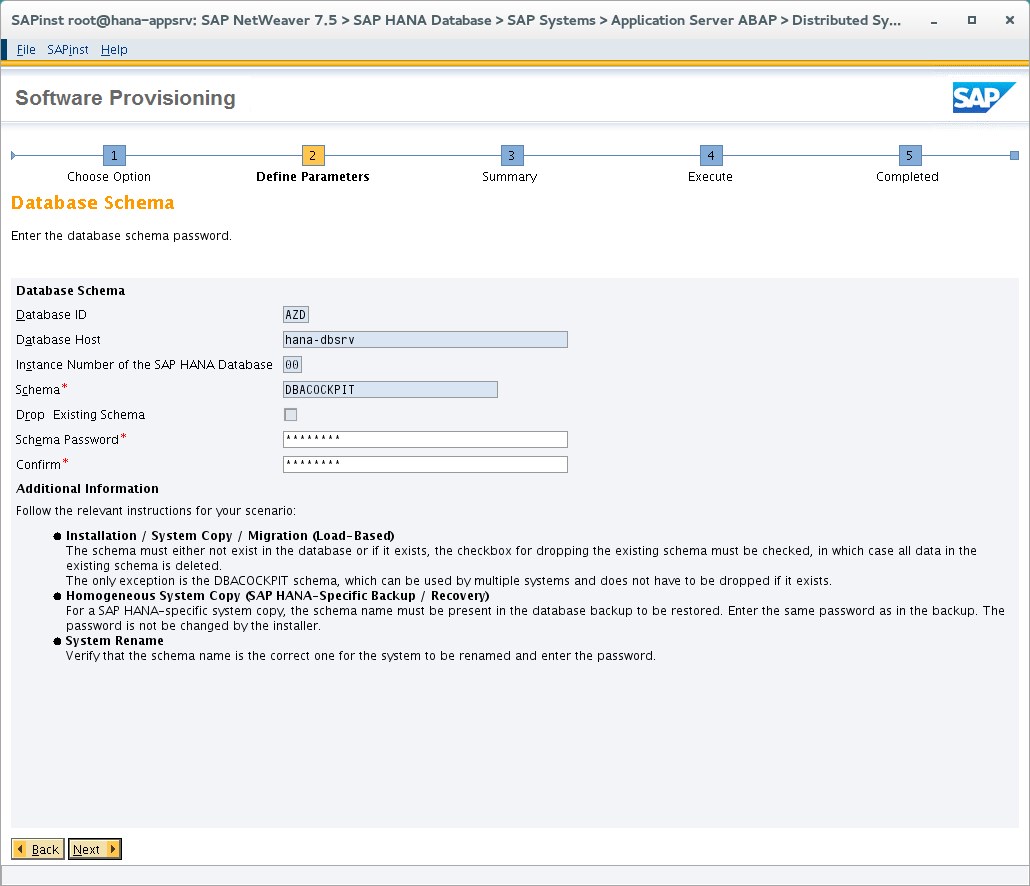 SAPinst root@hana-appsrv: SAP NetWeaver 7.5 > SAP HANA Database > SAP Systems > Application Server ABAP > Distributed Sy...
File SAPinst Help
Software Provisioning
SAP
1 2 3 4 5
Choose Option Define Parameters Summary Execute Completed
Database Schema
Enter the database schema password.
Database Schema
Database ID AZD
Database Host hana-dbsrv
Instance Number of the SAP HANA Database 00
Schema* DBACOCKPIT
Drop Existing Schema
Schema Password* ********
Confirm* ********
Additional Information
Follow the relevant instructions for your scenario:
● Installation / System Copy / Migration (Load-Based)
The schema must either not exist in the database or if it exists, the checkbox for dropping the existing schema must be checked, in which case all data in the
existing schema is deleted.
The only exception is the DBACOCKPIT schema, which can be used by multiple systems and does not have to be dropped if it exists.
● Homogeneous System Copy (SAP HANA-Specific Backup / Recovery)
For a SAP HANA-specific system copy, the schema name must be present in the database backup to be restored. Enter the same password as in the backup. The
password is not be changed by the installer.
● System Rename
Verify that the schema name is the correct one for the system to be renamed and enter the password.
Back Next